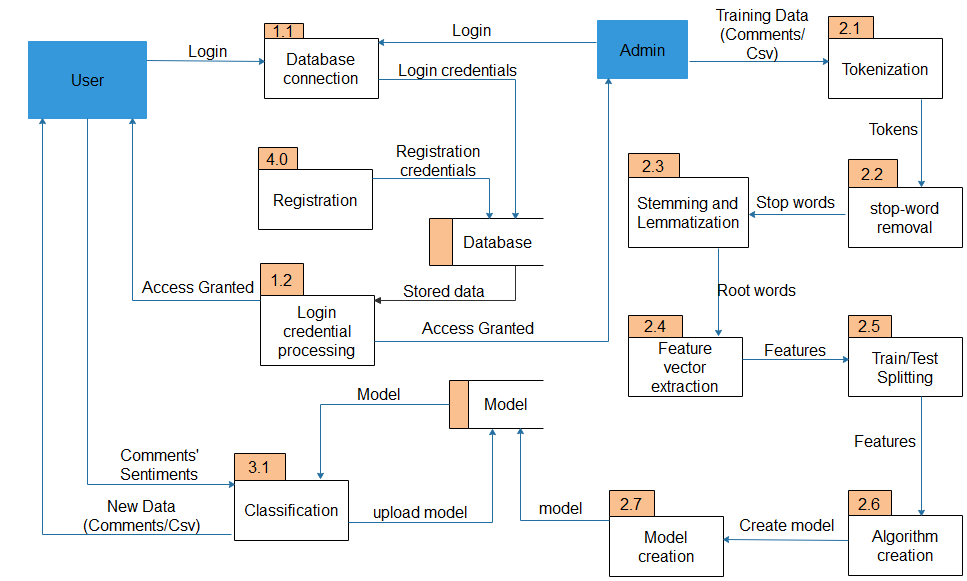 User
Login
1.1
Database
connection
Login
Admin
Training Data
(Comments/
Csv)
2.1
Tokenization
Login credentials
Tokens
4.0
Registration
Registration
credentials
2.3
Stemming and
Lemmatization
Stop words
2.2
stop-word
removal
Database
Access Granted
1.2
Login
credential
processing
Stored data
Access Granted
Root words
2.4
Feature
vector
extraction
Features
2.5
Train/Test
Splitting
Model
Model
Features
Comments'
Sentiments
3.1
Classification
New Data
(Comments/Csv)
upload model
model
2.7
Model
creation
Create model
2.6
Algorithm
creation